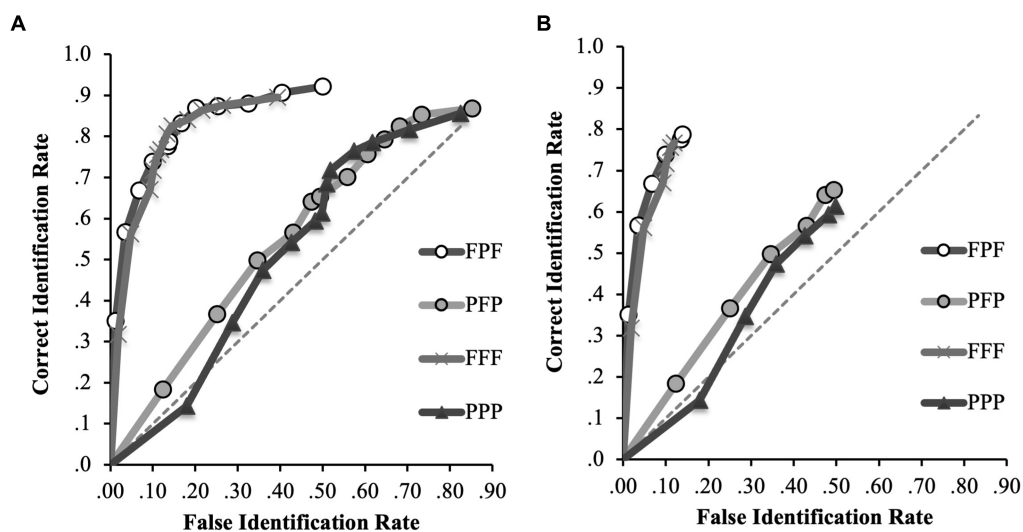 A
1.0
.9
.8
.7
.6
.5
.4
.3
.2
.1
.0
Correct Identification Rate
.00 .10 .20 .30 .40 .50 .60 .70 .80 .90
False Identification Rate
FPF
PFP
FFF
PPP
B
1.0
.9
.8
.7
.6
.5
.4
.3
.2
.1
.0
Correct Identification Rate
.00 .10 .20 .30 .40 .50 .60 .70 .80 .90
False Identification Rate
FPF
PFP
FFF
PPP